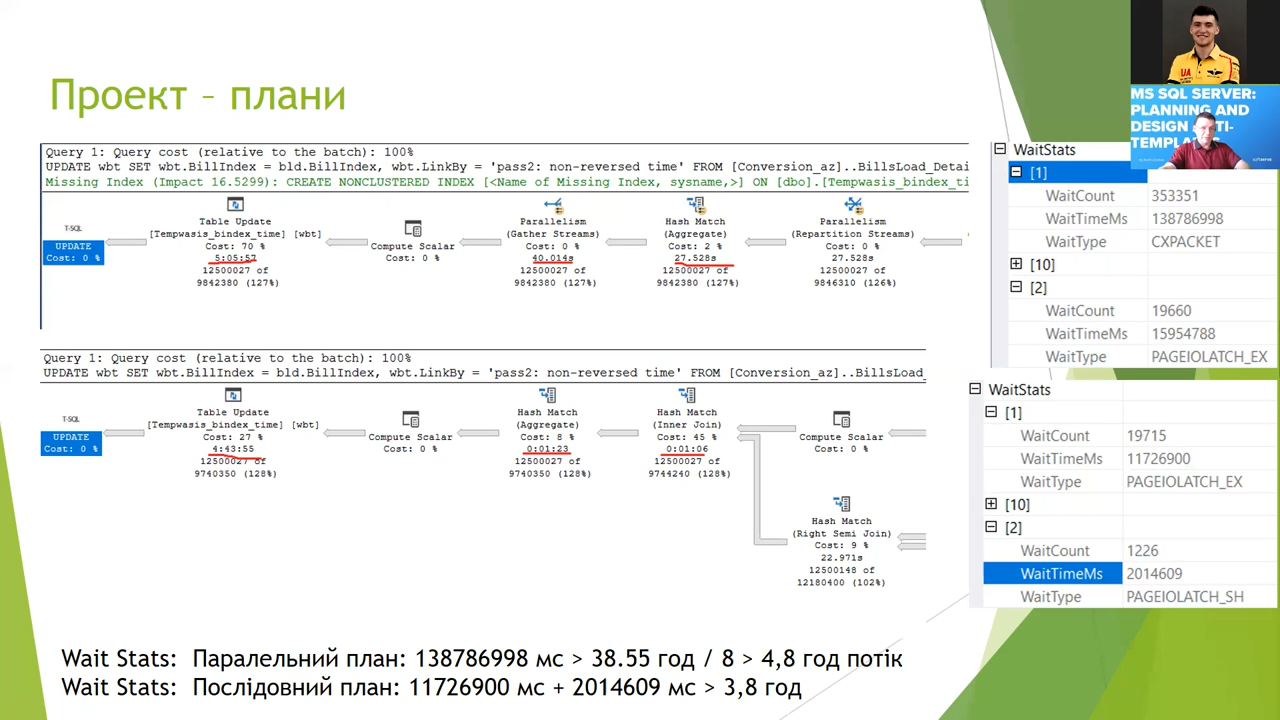 Проект – плани
MS SQL SERVER:
PLANNING AND
DESIGN ANTI-
TEMPLATES
UA
Query 1: Query cost (relative to the batch): 100%
UPDATE wbt SET wbt.BillIndex = bld.BillIndex, wbt.LinkBy = 'pass2: non-reversed time' FROM [Conversion_az]..BillsLoad_Detai
Missing Index (Impact 16.5299): CREATE NONCLUSTERED INDEX [<Name of Missing Index, sysname,>] ON [dbo].[Tempwasis_bindex_ti
T-SQL
UPDATE
Cost: 0 %
Table Update
[Tempwasis_bindex_time] [wbt]
Cost: 70 %
5:05:57
12500027 of
9842380 (127%)
Compute Scalar
Cost: 0 %
Parallelism
(Gather Streams)
Cost: 0 %
40.014s
12500027 of
9842380 (127%)
Hash Match
(Aggregate)
Cost: 2 %
27.528s
12500027 of
9842380 (127%)
Parallelism
(Repartition Streams)
Cost: 0 %
27.528s
12500027 of
9846310 (126%)
WaitStats
[1]
WaitCount 353351
WaitTimeMs 138786998
WaitType CXPACKET
[10]
[2]
WaitCount 19660
WaitTimeMs 15954788
WaitType PAGEIOLATCH_EX
Query 1: Query cost (relative to the batch): 100%
UPDATE wbt SET wbt.BillIndex = bld.BillIndex, wbt.LinkBy = 'pass2: non-reversed time' FROM [Conversion_az]..BillsLoad_
T-SQL
UPDATE
Cost: 0 %
Table Update
[Tempwasis_bindex_time] [wbt]
Cost: 27 %
4:43:55
12500027 of
9740350 (128%)
Compute Scalar
Cost: 0 %
Hash Match
(Aggregate)
Cost: 8 %
0:01:23
12500027 of
9740350 (128%)
Hash Match
(Inner Join)
Cost: 45 %
0:01:06
12500027 of
9744240 (128%)
Compute Scalar
Cost: 0 %
Hash Match
(Right Semi Join)
Cost: 9 %
22.971s
12500148 of
12180400 (102%)
WaitStats
[1]
WaitCount 19715
WaitTimeMs 11726900
WaitType PAGEIOLATCH_EX
[10]
[2]
WaitCount 1226
WaitTimeMs 2014609
WaitType PAGEIOLATCH_SH
Wait Stats: Паралельний план: 138786998 мс > 38.55 год / 8 > 4,8 год потік
Wait Stats: Послідовний план: 11726900 мс + 2014609 мс > 3,8 год